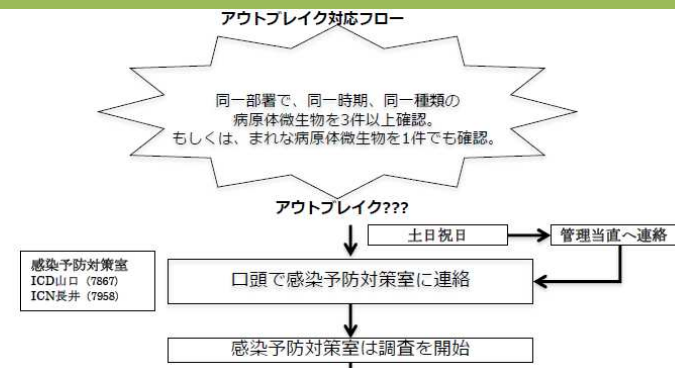 アウトブレイク対応フロー
同一部署で、同一時期、同一種類の
病原体微生物を3件以上確認。
もしくは、まれな病原体微生物を1件でも確認。
アウトブレイク???
土日祝日
管理当直へ連絡
感染予防対策室
ICD山口（7867）
ICN長井（7958）
口頭で感染予防対策室に連絡
感染予防対策室は調査を開始